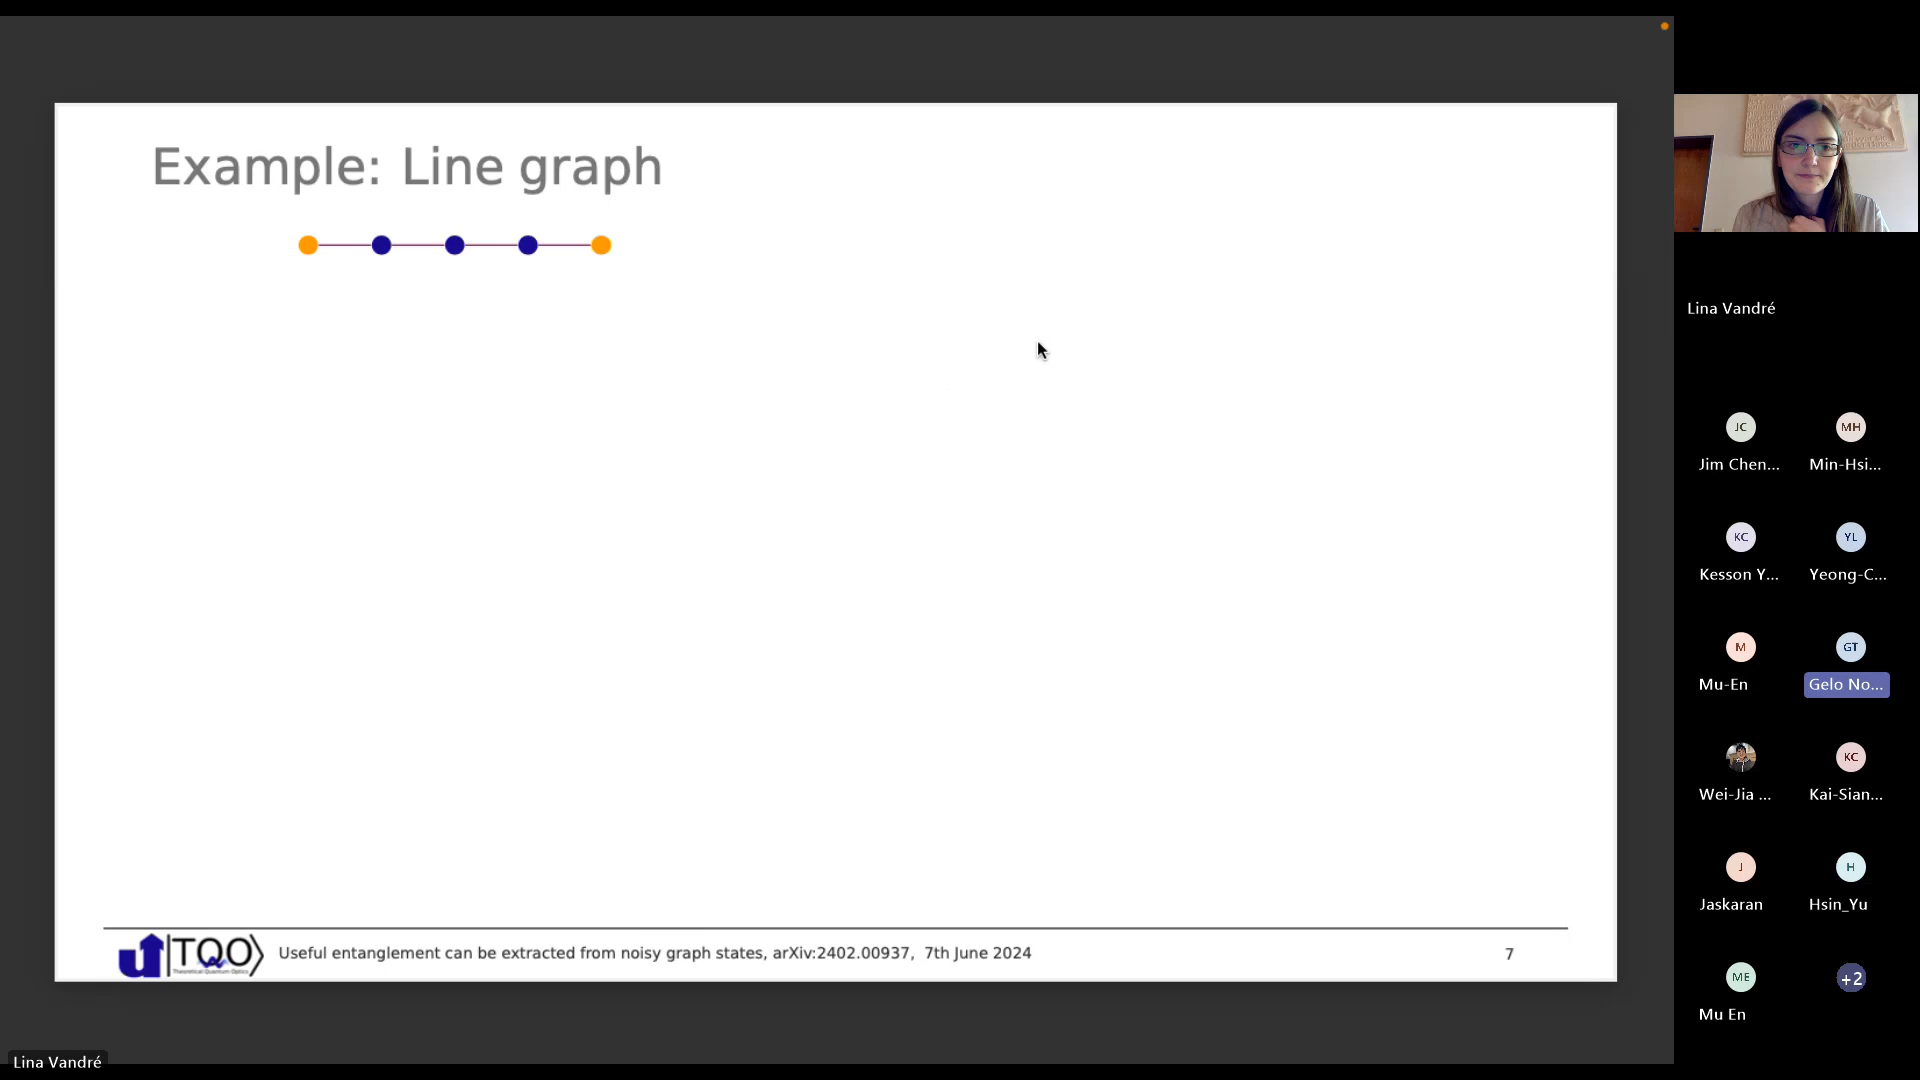 Example: Line graph
u|TQO⟩
Theoretical Quantum Optics
Useful entanglement can be extracted from noisy graph states, arXiv:2402.00937, 7th June 2024
7
Lina Vandré
Lina Vandré
JC
MH
Jim Chen...
Min-Hsi...
KC
YL
Kesson Y...
Yeong-C...
M
GT
Mu-En
Gelo No...
KC
Wei-Jia ...
Kai-Sian...
J
H
Jaskaran
Hsin_Yu
ME
+2
Mu En